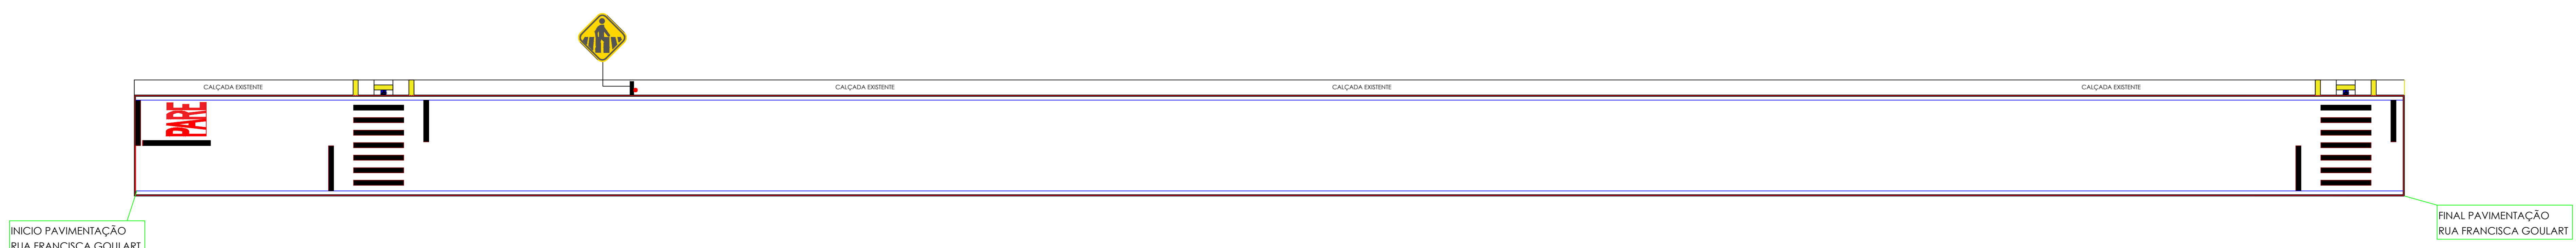 CALÇADA EXISTENTE
CALÇADA EXISTENTE
CALÇADA EXISTENTE
CALÇADA EXISTENTE
PARE
INICIO PAVIMENTAÇÃO
RUA FRANCISCA GOULART
FINAL PAVIMENTAÇÃO
RUA FRANCISCA GOULART